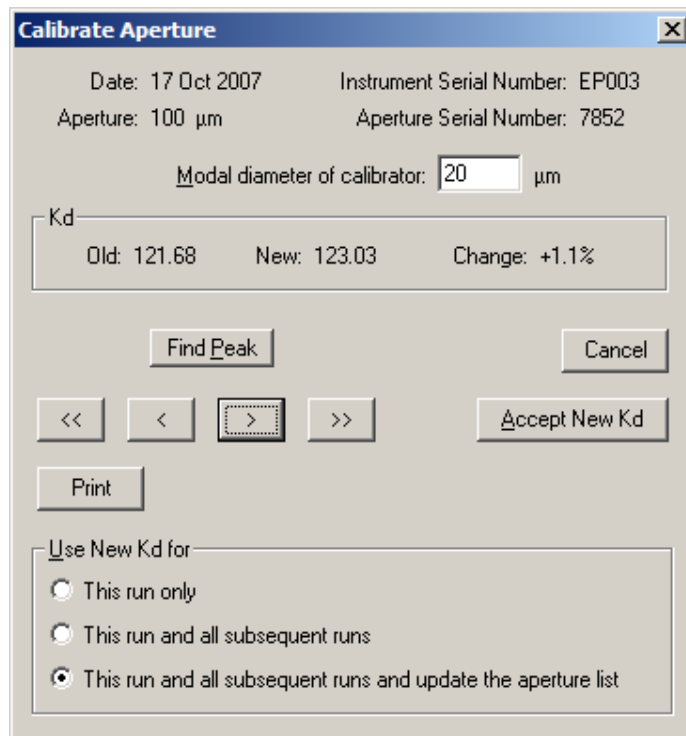 Calibrate Aperture
Date: 17 Oct 2007 Instrument Serial Number: EP003
Aperture: 100 µm Aperture Serial Number: 7852
Modal diameter of calibrator: 20 µm
Kd
Old: 121.68 New: 123.03 Change: +1.1%
Find Peak Cancel
<< < > >> Accept New Kd
Print
Use New Kd for
This run only
This run and all subsequent runs
This run and all subsequent runs and update the aperture list